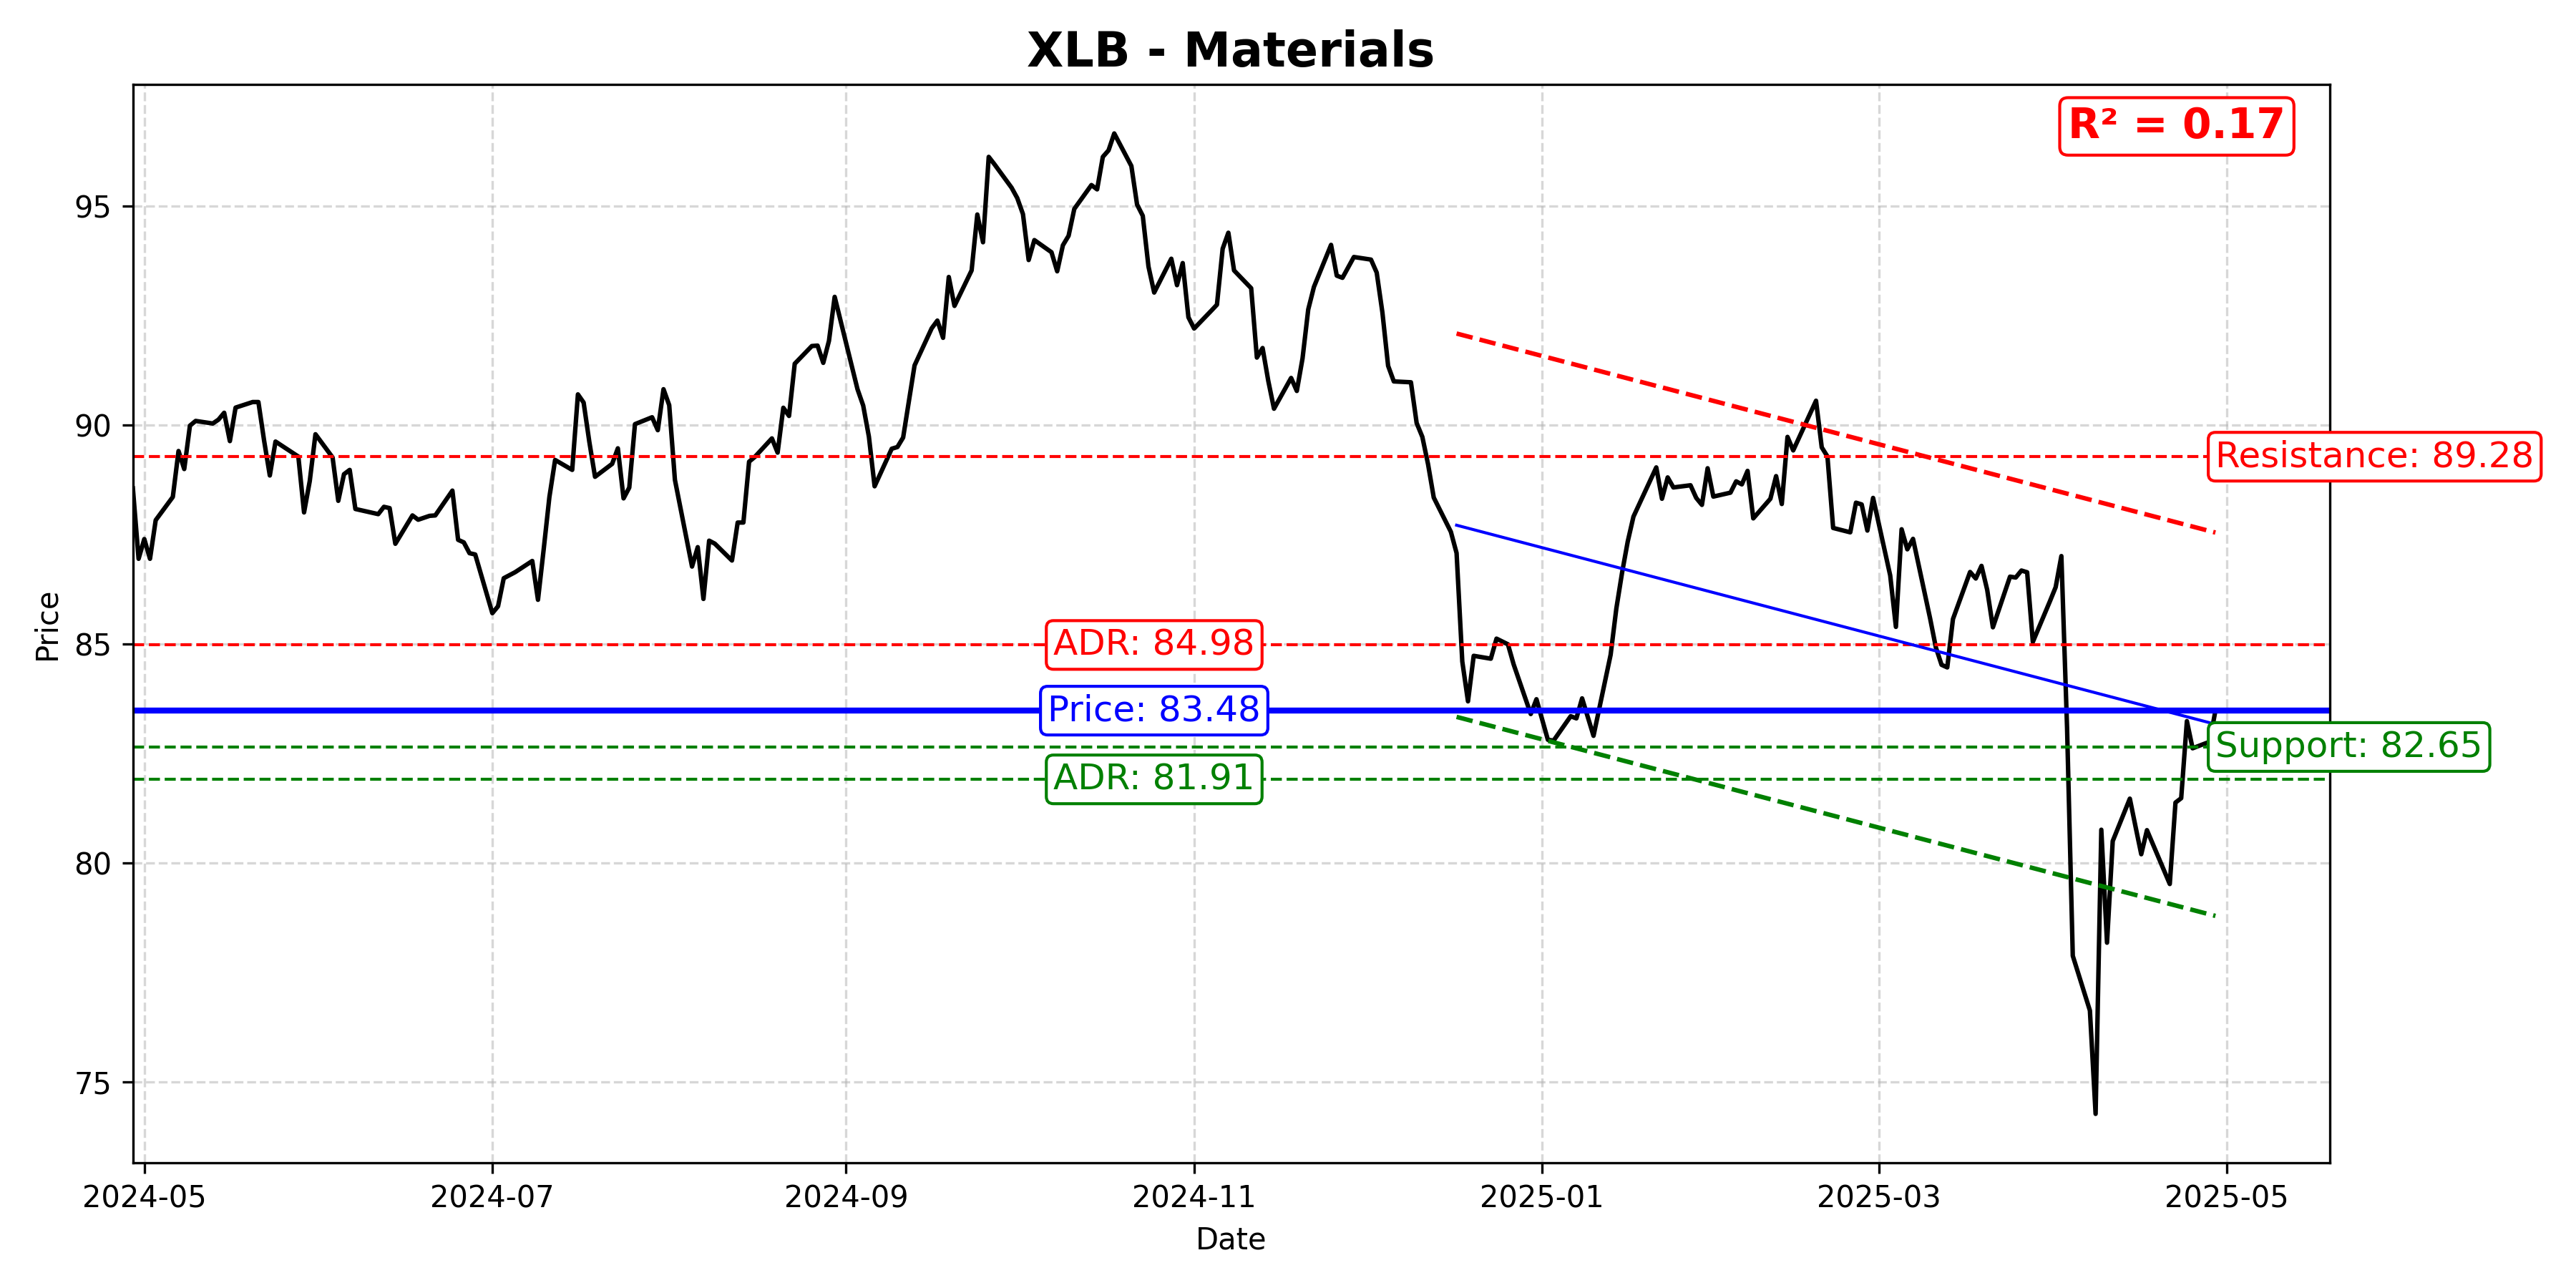 XLB - Materials
R² = 0.17
95
90
85
80
75
Price
Resistance: 89.28
ADR: 84.98
Price: 83.48
Support: 82.65
ADR: 81.91
2024-05
2024-07
2024-09
2024-11
2025-01
2025-03
2025-05
Date